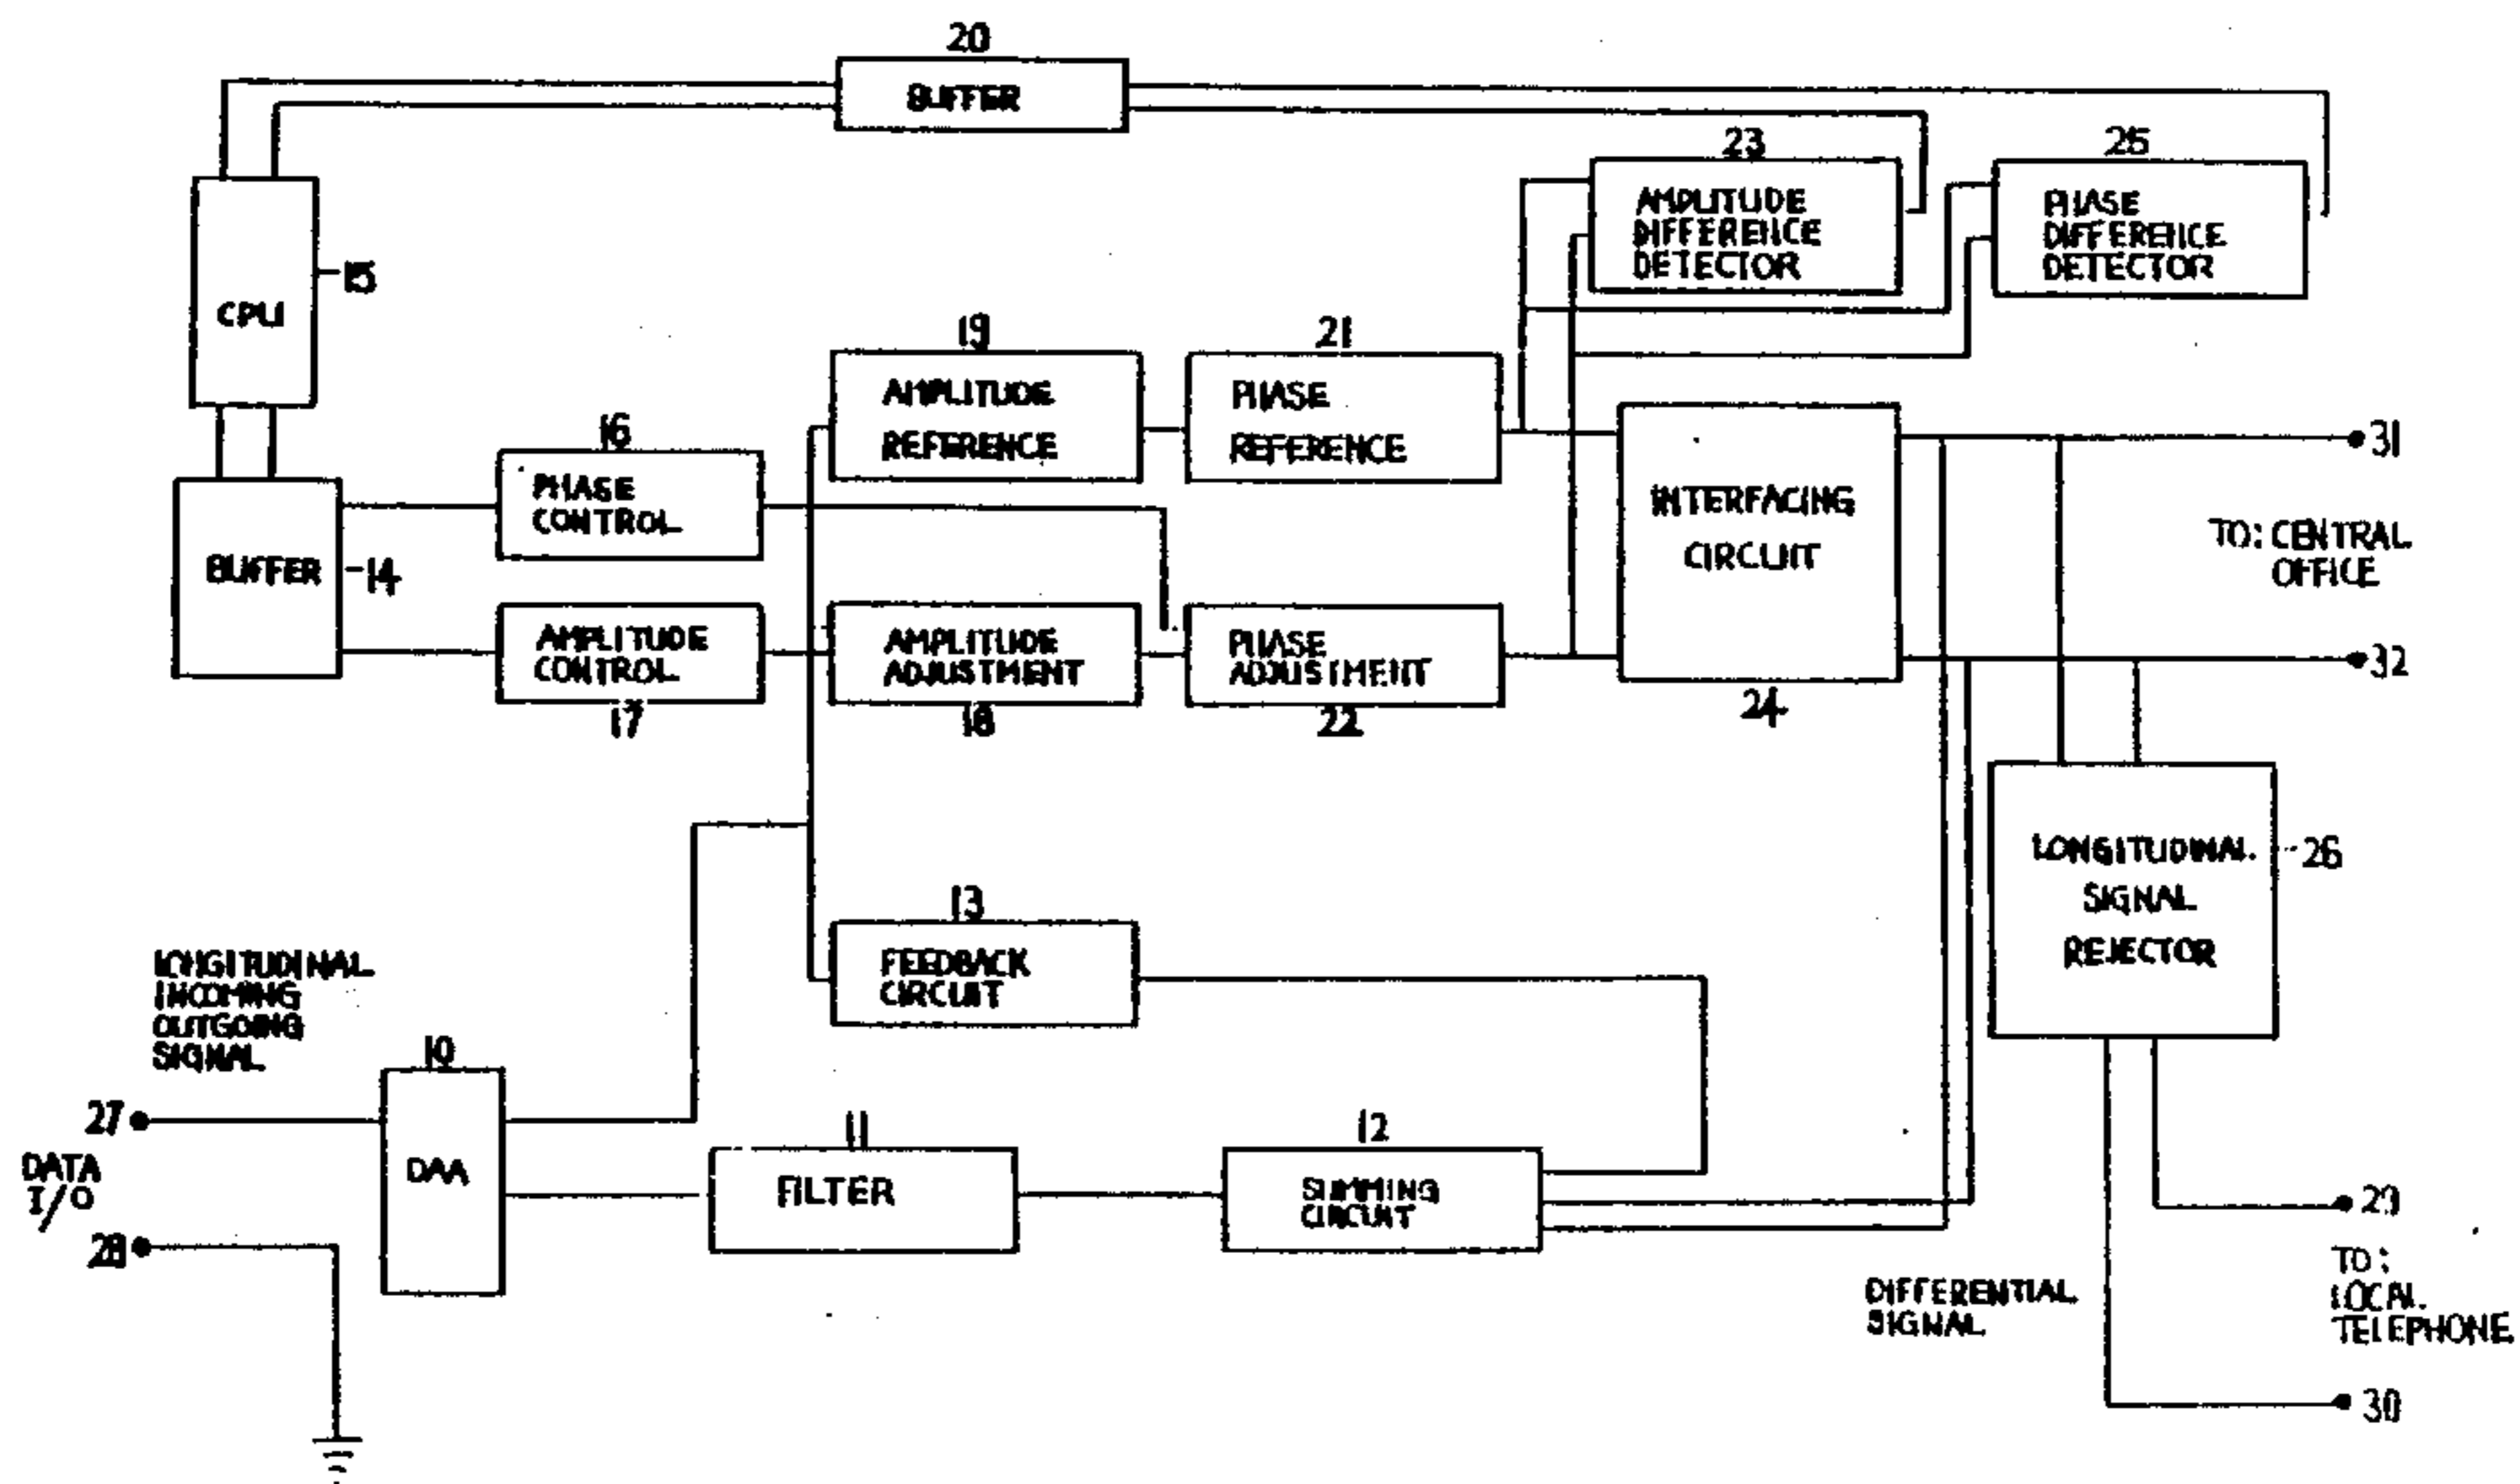 20
BUFFER
23
25
AMPLITUDE
DIFFERENCE
DETECTOR
PHASE
DIFFERENCE
DETECTOR
CPU
15
19
AMPLITUDE
REFERENCE
21
PHASE
REFERENCE
16
PHASE
CONTROL
INTERFACING
CIRCUIT
24
31
TO: CENTRAL
OFFICE
32
BUFFER
14
AMPLITUDE
CONTROL
17
AMPLITUDE
ADJUSTMENT
18
PHASE
ADJUSTMENT
22
LONGITUDINAL
SIGNAL
REJECTOR
26
13
FEEDBACK
CIRCUIT
LONGITUDINAL
INCOMING
OUTGOING
SIGNAL
10
DAA
27
DATA
I/O
28
11
FILTER
12
SUMMING
CIRCUIT
29
TO:
LOCAL
TELEPHONE
DIFFERENTIAL
SIGNAL
30